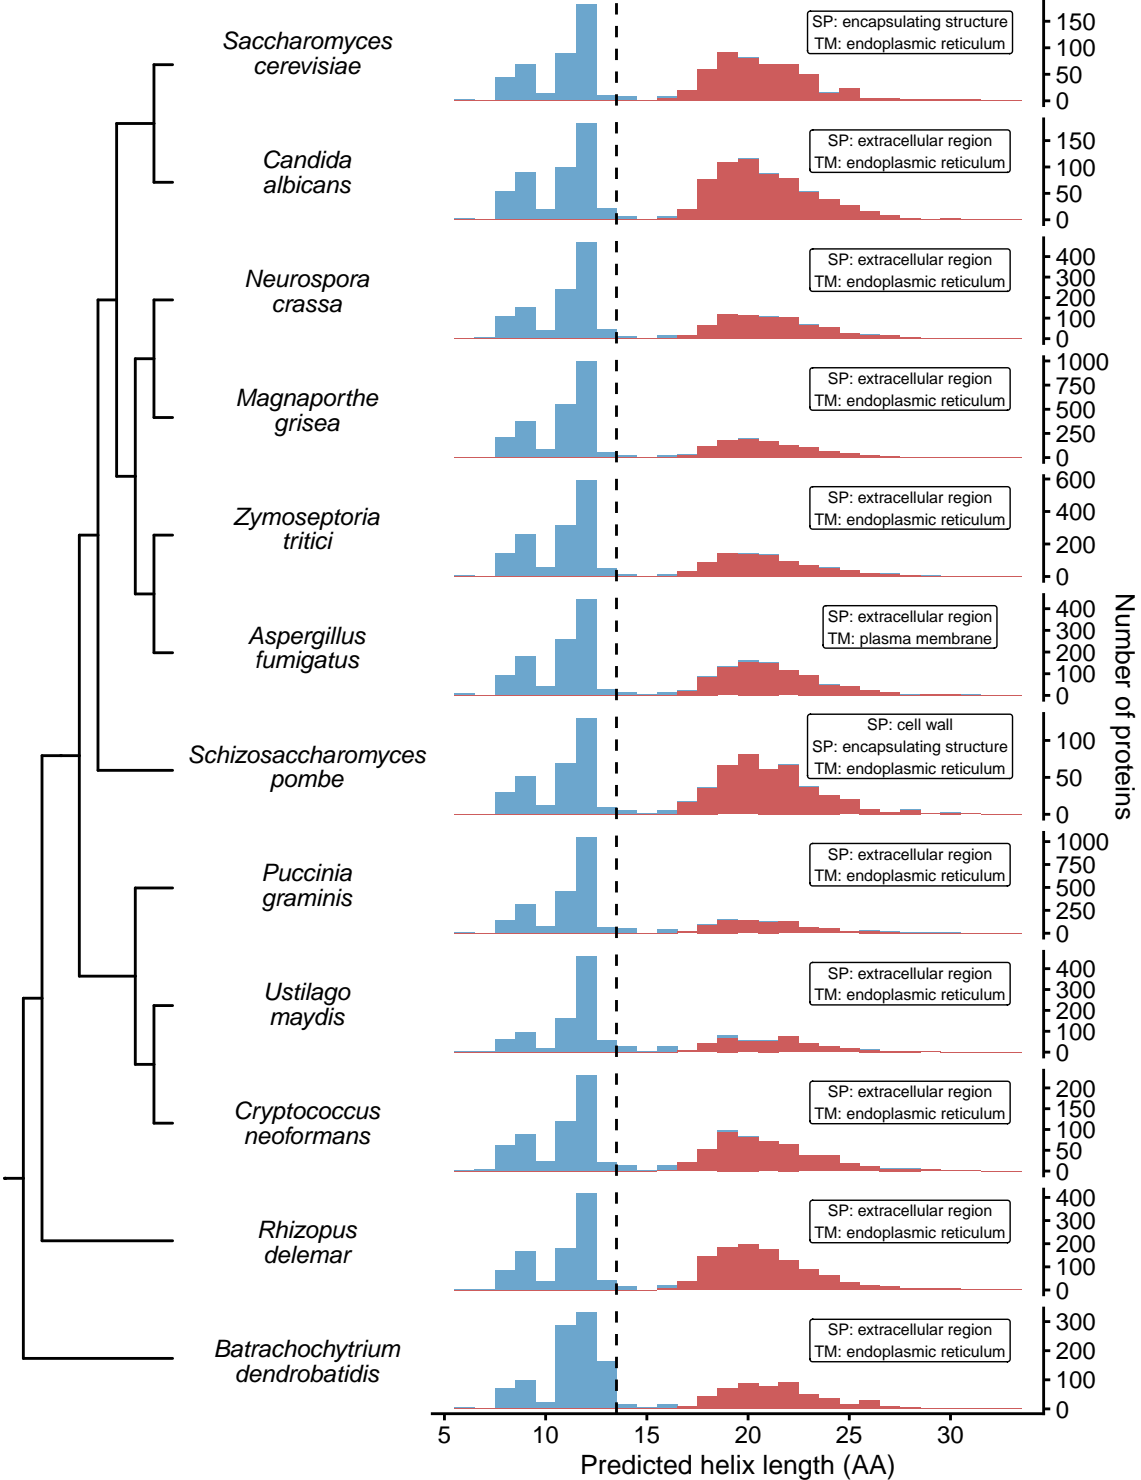 Saccharomyces
cerevisiae
SP: encapsulating structure
TM: endoplasmic reticulum
150
100
50
0
Candida
albicans
SP: extracellular region
TM: endoplasmic reticulum
150
100
50
0
Neurospora
crassa
SP: extracellular region
TM: endoplasmic reticulum
400
300
200
100
0
Magnaporthe
grisea
SP: extracellular region
TM: endoplasmic reticulum
1000
750
500
250
0
Zymoseptoria
tritici
SP: extracellular region
TM: endoplasmic reticulum
600
400
200
0
Aspergillus
fumigatus
SP: extracellular region
TM: plasma membrane
400
300
200
100
0
Schizosaccharomyces
pombe
SP: cell wall
SP: encapsulating structure
TM: endoplasmic reticulum
100
50
0
Puccinia
graminis
SP: extracellular region
TM: endoplasmic reticulum
1000
750
500
250
0
Ustilago
maydis
SP: extracellular region
TM: endoplasmic reticulum
400
300
200
100
0
Cryptococcus
neoformans
SP: extracellular region
TM: endoplasmic reticulum
200
150
100
50
0
Rhizopus
delemar
SP: extracellular region
TM: endoplasmic reticulum
400
300
200
100
0
Batrachochytrium
dendrobatidis
SP: extracellular region
TM: endoplasmic reticulum
300
200
100
0
Number of proteins
5 10 15 20 25 30
Predicted helix length (AA)